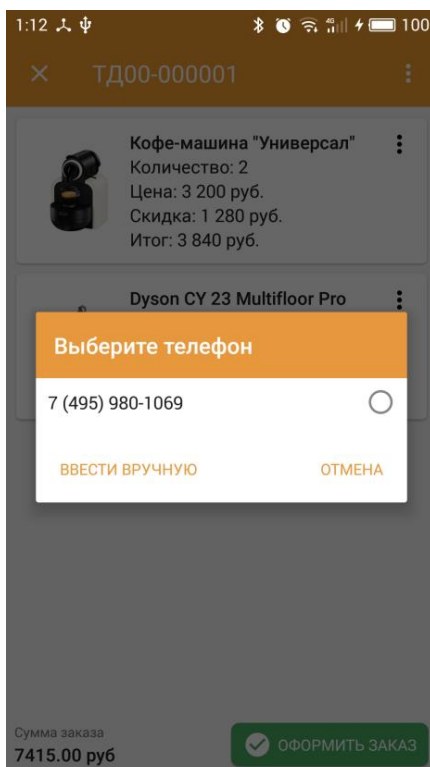 1:12 4G 100
ТД00-000001
Кофе-машина "Универсал"
Количество: 2
Цена: 3 200 руб.
Скидка: 1 280 руб.
Итог: 3 840 руб.
Dyson CY 23 Multifloor Pro
Выберите телефон
7 (495) 980-1069
ВВЕСТИ ВРУЧНУЮ ОТМЕНА
Сумма заказа
7415.00 руб
ОФОРМИТЬ ЗАКАЗ